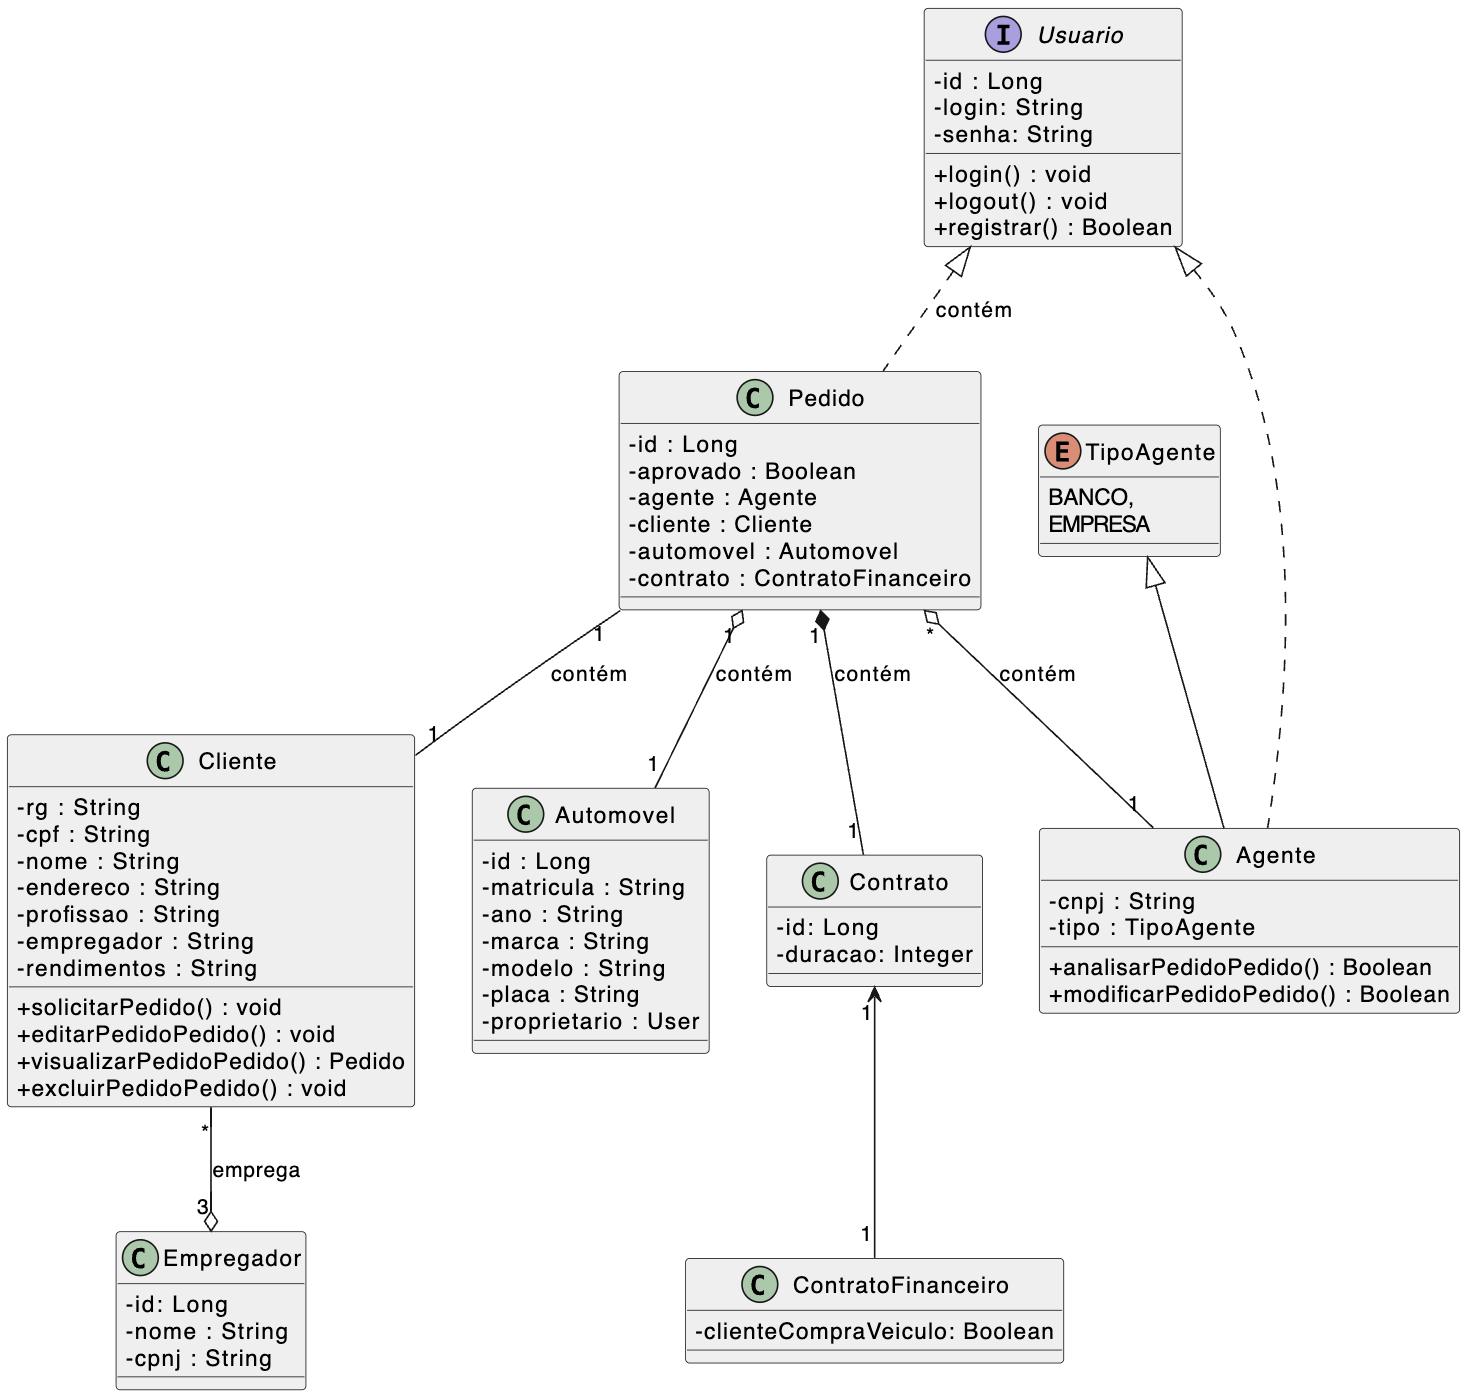 I Usuario
-id : Long
-login: String
-senha: String
+login() : void
+logout() : void
+registrar() : Boolean
contém
C Pedido
-id : Long
-aprovado : Boolean
-agente : Agente
-cliente : Cliente
-automovel : Automovel
-contrato : ContratoFinanceiro
E TipoAgente
BANCO,
EMPRESA
1
1
1
*
contém
contém
contém
contém
1
1
1
1
C Cliente
-rg : String
-cpf : String
-nome : String
-endereco : String
-profissao : String
-empregador : String
-rendimentos : String
+solicitarPedido() : void
+editarPedidoPedido() : void
+visualizarPedidoPedido() : Pedido
+excluirPedidoPedido() : void
C Automovel
-id : Long
-matricula : String
-ano : String
-marca : String
-modelo : String
-placa : String
-proprietario : User
C Contrato
-id: Long
-duracao: Integer
C Agente
-cnpj : String
-tipo : TipoAgente
+analisarPedidoPedido() : Boolean
+modificarPedidoPedido() : Boolean
*
emprega
3
1
1
C Empregador
-id: Long
-nome : String
-cpnj : String
C ContratoFinanceiro
-clienteCompraVeiculo: Boolean